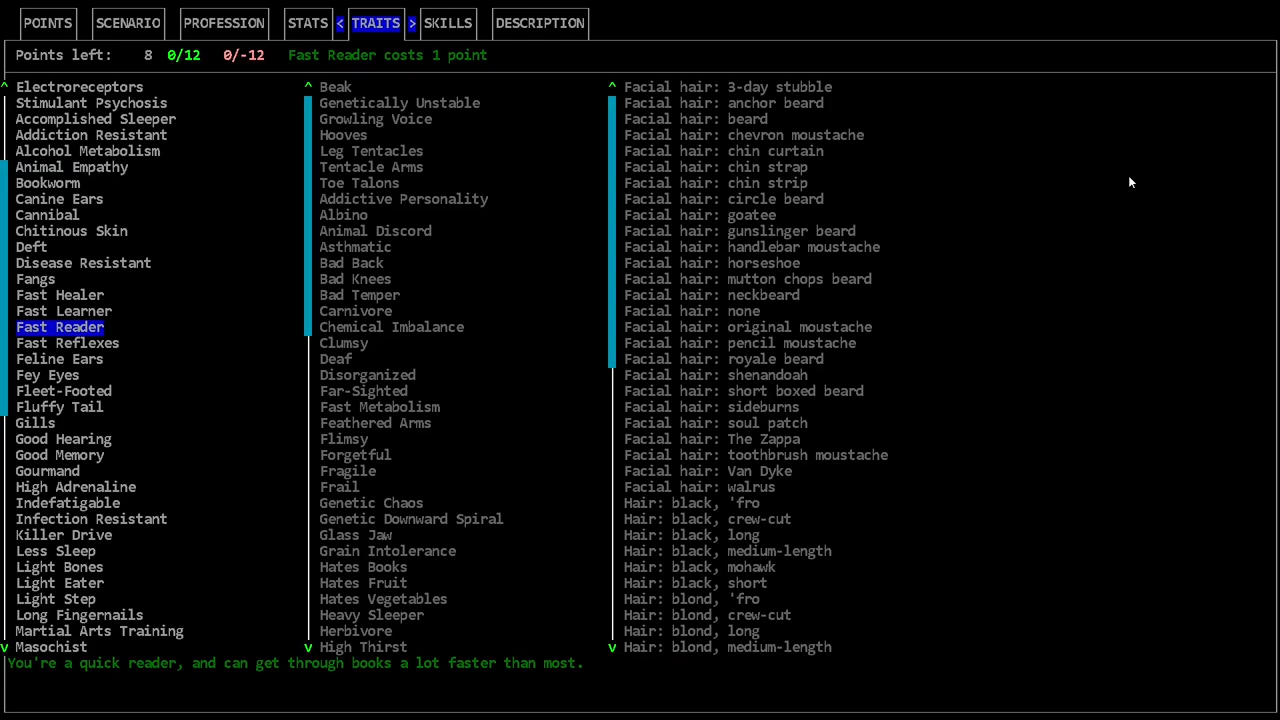 POINTS SCENARIO PROFESSION STATS < TRAITS > SKILLS DESCRIPTION
Points left: 8 0/12 0/-12 Fast Reader costs 1 point
^ Electroreceptors ^ Beak ^ Facial hair: 3-day stubble
Stimulant Psychosis Genetically Unstable Facial hair: anchor beard
Accomplished Sleeper Growling Voice Facial hair: beard
Addiction Resistant Hooves Facial hair: chevron moustache
Alcohol Metabolism Leg Tentacles Facial hair: chin curtain
Animal Empathy Tentacle Arms Facial hair: chin strap
Bookworm Toe Talons Facial hair: chin strip
Canine Ears Addictive Personality Facial hair: circle beard
Cannibal Albino Facial hair: goatee
Chitinous Skin Animal Discord Facial hair: gunslinger beard
Deft Asthmatic Facial hair: handlebar moustache
Disease Resistant Bad Back Facial hair: horseshoe
Fangs Bad Knees Facial hair: mutton chops beard
Fast Healer Bad Temper Facial hair: neckbeard
Fast Learner Carnivore Facial hair: none
Fast Reader Chemical Imbalance Facial hair: original moustache
Fast Reflexes Clumsy Facial hair: pencil moustache
Feline Ears Deaf Facial hair: royale beard
Fey Eyes Disorganized Facial hair: shenandoah
Fleet-Footed Far-Sighted Facial hair: short boxed beard
Fluffy Tail Fast Metabolism Facial hair: sideburns
Gills Feathered Arms Facial hair: soul patch
Good Hearing Flimsy Facial hair: The Zappa
Good Memory Forgetful Facial hair: toothbrush moustache
Gourmand Fragile Facial hair: Van Dyke
High Adrenaline Frail Facial hair: walrus
Indefatigable Genetic Chaos Hair: black, 'fro
Infection Resistant Genetic Downward Spiral Hair: black, crew-cut
Killer Drive Glass Jaw Hair: black, long
Less Sleep Grain Intolerance Hair: black, medium-length
Light Bones Hates Books Hair: black, mohawk
Light Eater Hates Fruit Hair: black, short
Light Step Hates Vegetables Hair: blond, 'fro
Long Fingernails Heavy Sleeper Hair: blond, crew-cut
Martial Arts Training Herbivore Hair: blond, long
v Masochist v High Thirst v Hair: blond, medium-length
You're a quick reader, and can get through books a lot faster than most.